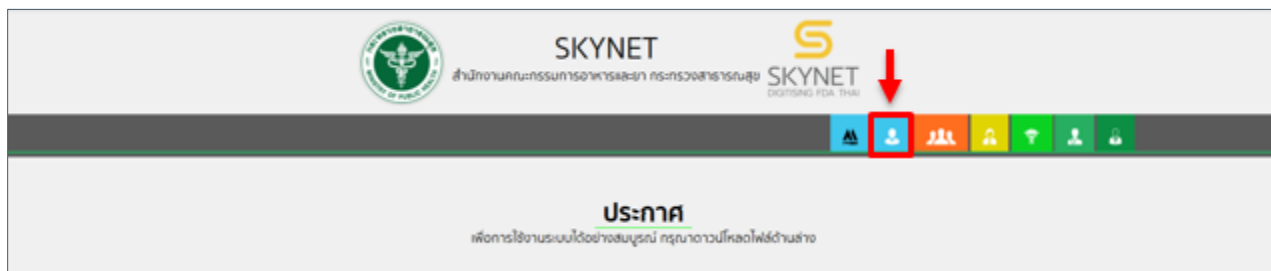 SKYNET
สำนักงานคณะกรรมการอาหารและยา กระทรวงสาธารณสุข
SKYNET
DIGITISING FDA THAI
ประกาศ
เพื่อการใช้งานระบบได้อย่างสมบูรณ์ กรุณาดาวน์โหลดไฟล์ด้านล่าง